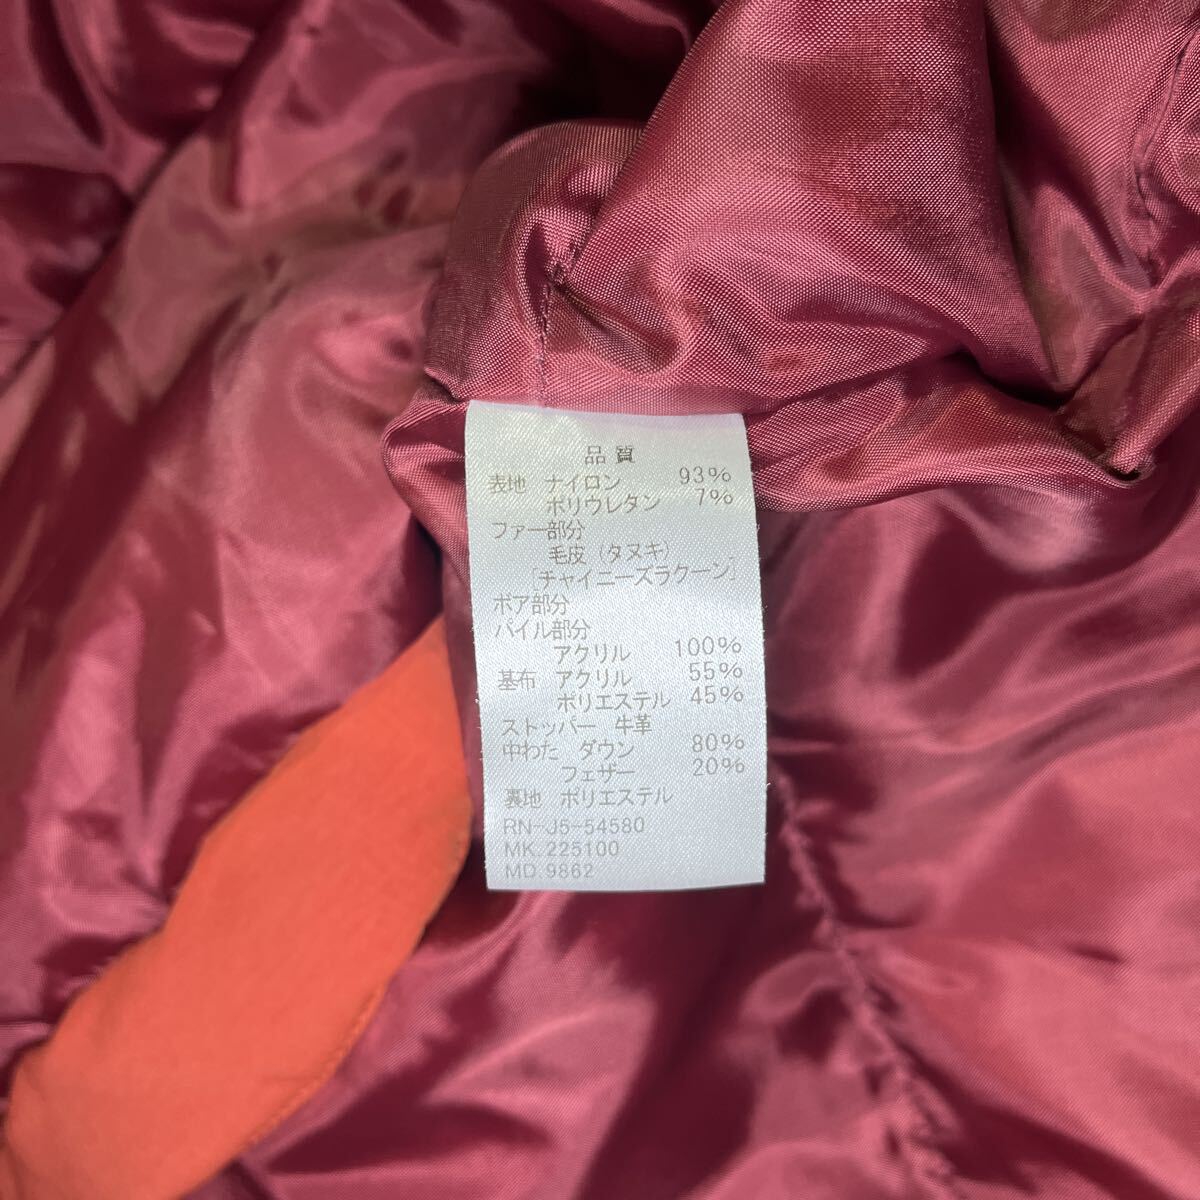 品質
表地 ナイロン 93%
ポリウレタン 7%
ファー部分
毛皮 (タヌキ)
[チャイニーズラクーン]
ボア部分
パイル部分
アクリル 100%
基布 アクリル 55%
ポリエステル 45%
ストッパー 牛革
中わた ダウン 80%
フェザー 20%
裏地 ポリエステル
RN-J5-54580
MK.225100
MD.9862